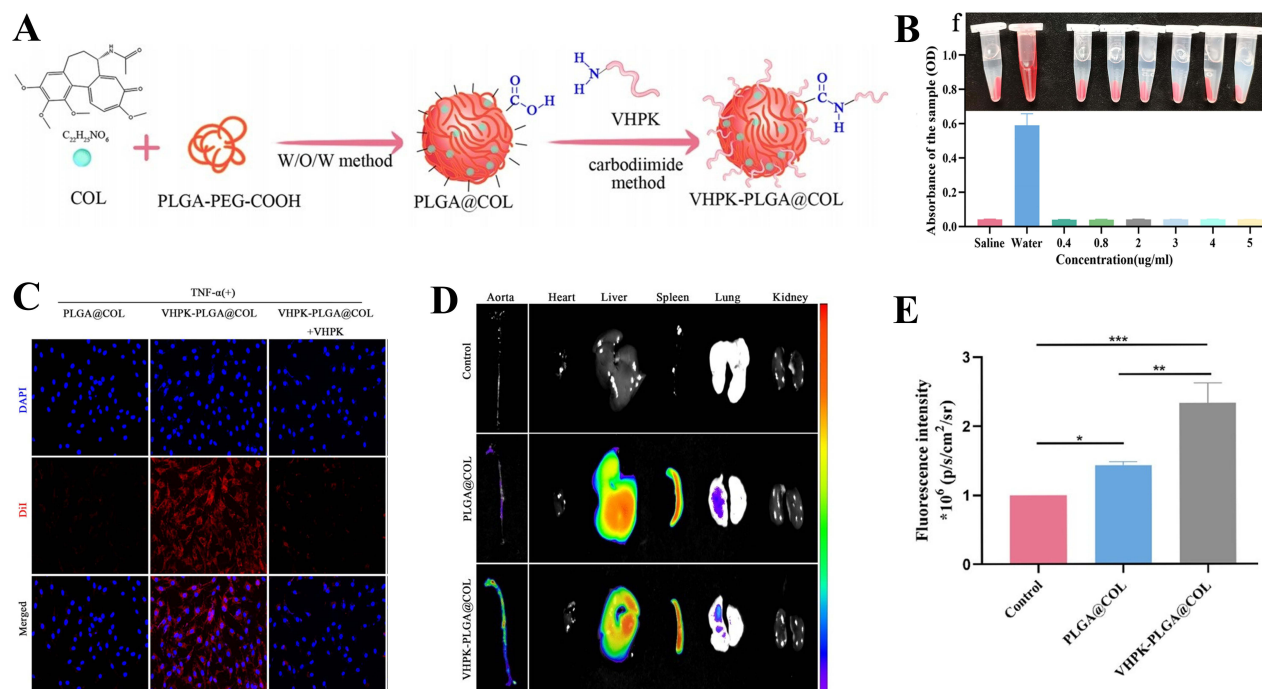 A
C₂₂H₂₅NO₆
COL
PLGA-PEG-COOH
W/O/W method
PLGA@COL
VHPK
carbodiimide
method
VHPK-PLGA@COL
O
O
O
O
O
HN
O
C
O
H
H
N
H
O
C
N
H
B
f
Absorbance of the sample (OD)
1.0
0.8
0.6
0.4
0.2
0.0
Saline Water 0.4 0.8 2 3 4 5
Concentration(ug/ml)
C
TNF-α(+)
PLGA@COL VHPK-PLGA@COL VHPK-PLGA@COL
+VHPK
DAPI
DiI
Merged
D
Aorta Heart Liver Spleen Lung Kidney
Control
PLGA@COL
VHPK-PLGA@COL
E
Fluorescence intensity
*10⁶ (p/s/cm²/sr)
3
2
1
0
***
**
*
Control
PLGA@COL
VHPK-PLGA@COL